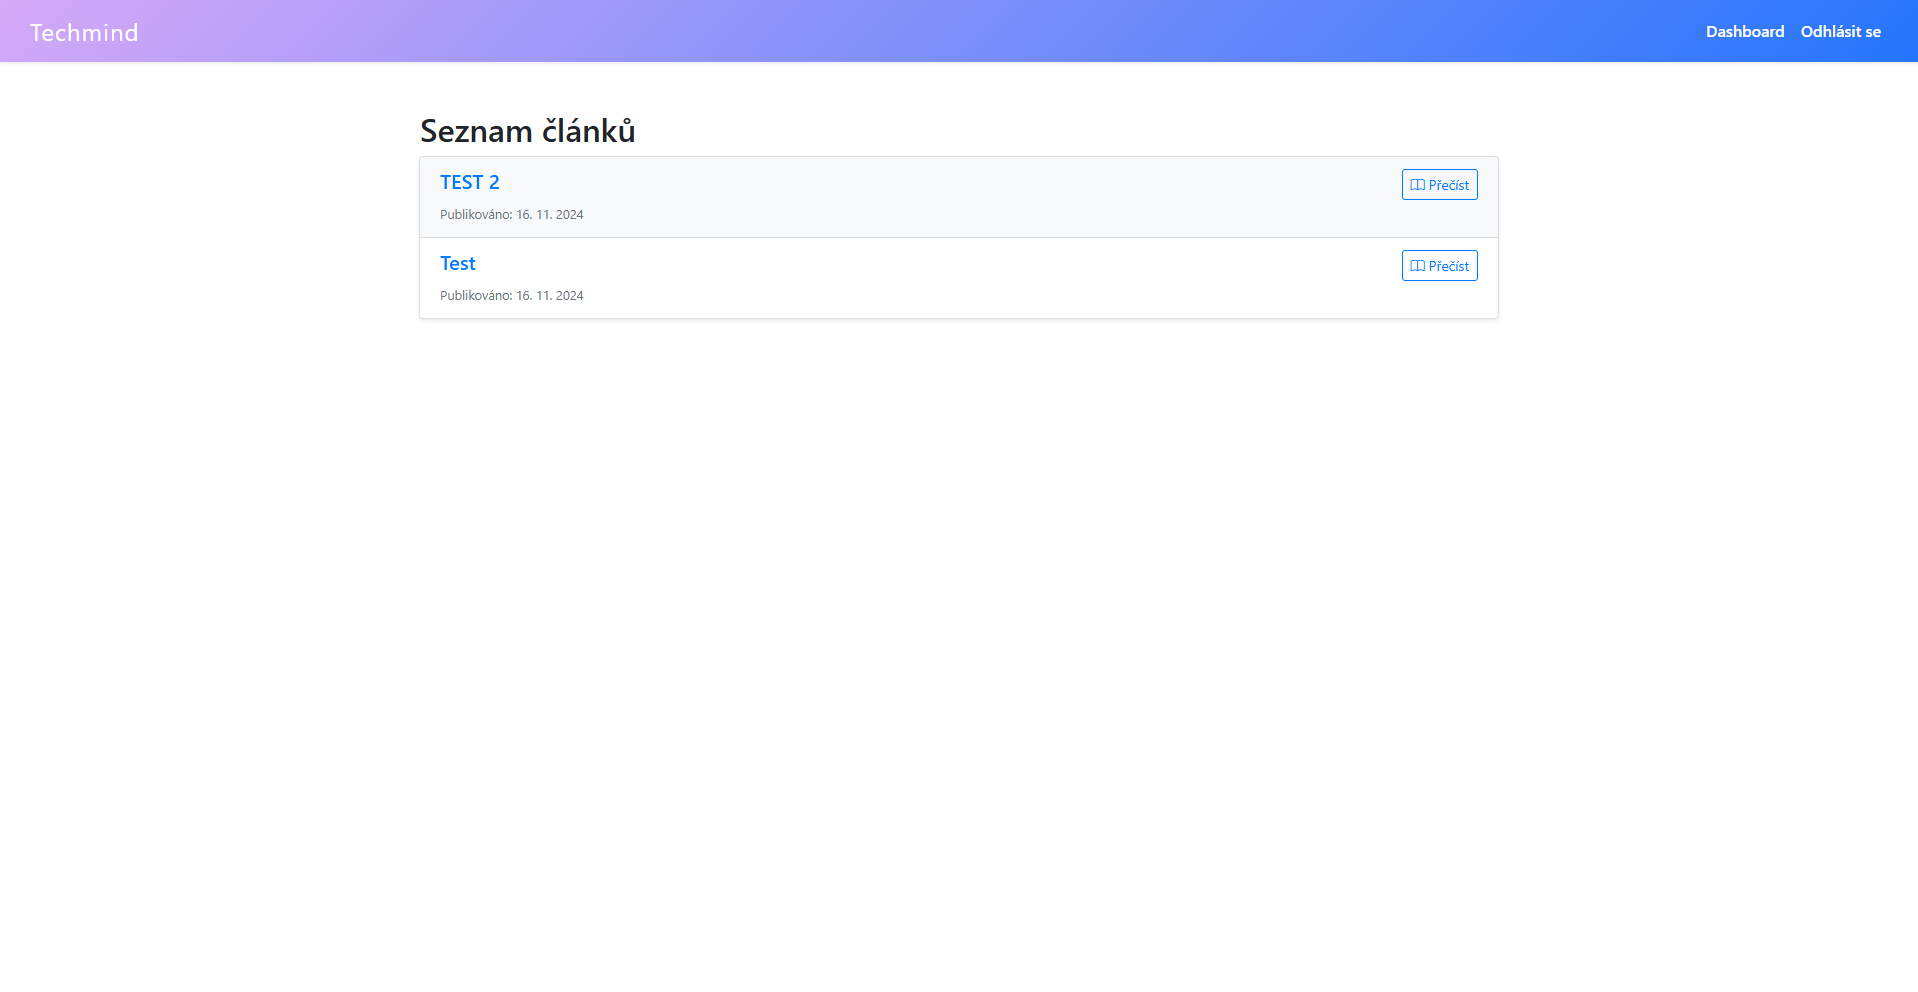 Techmind
Dashboard Odhlásit se
Seznam článků
TEST 2
Přečíst
Publikováno: 16. 11. 2024
Test
Přečíst
Publikováno: 16. 11. 2024